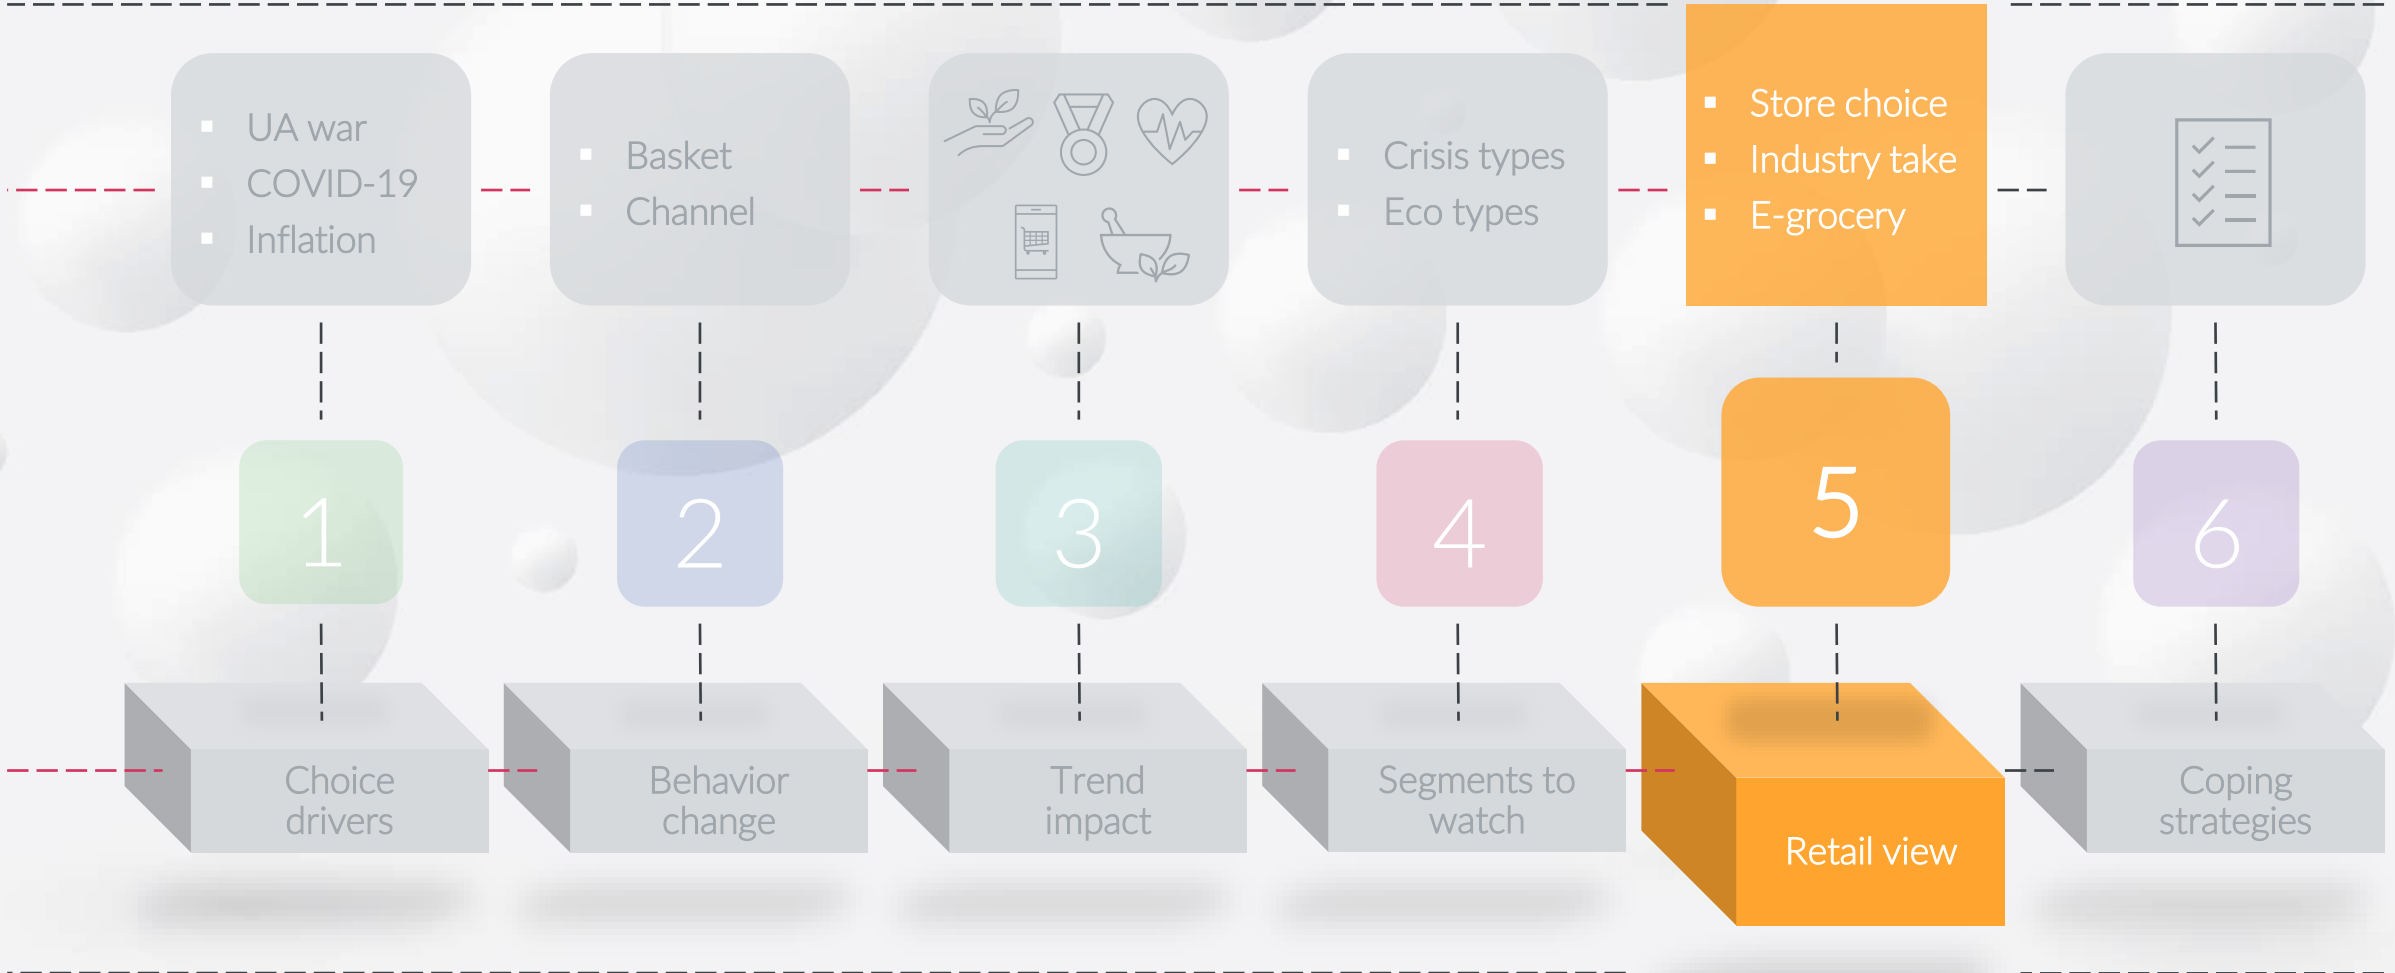 UA war
COVID-19
Inflation
Basket
Channel
Crisis types
Eco types
Store choice
Industry take
E-grocery
1
2
3
4
5
6
Choice
drivers
Behavior
change
Trend
impact
Segments to
watch
Retail view
Coping
strategies